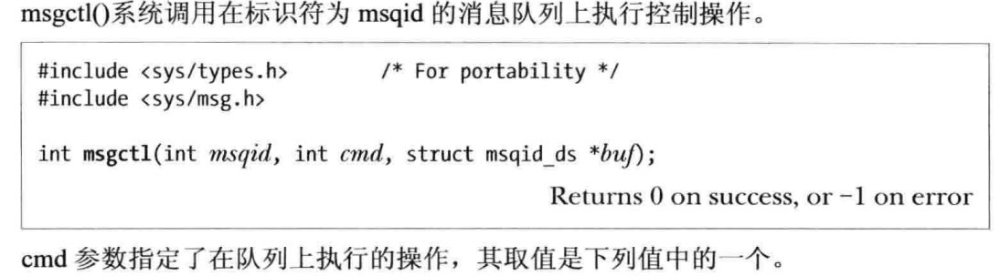 msgctl()系统调用在标识符为 msqid 的消息队列上执行控制操作。
#include <sys/types.h>    /* For portability */
#include <sys/msg.h>
int msgctl(int msqid, int cmd, struct msqid_ds *buf);
Returns 0 on success, or −1 on error
cmd 参数指定了在队列上执行的操作，其取值是下列值中的一个。